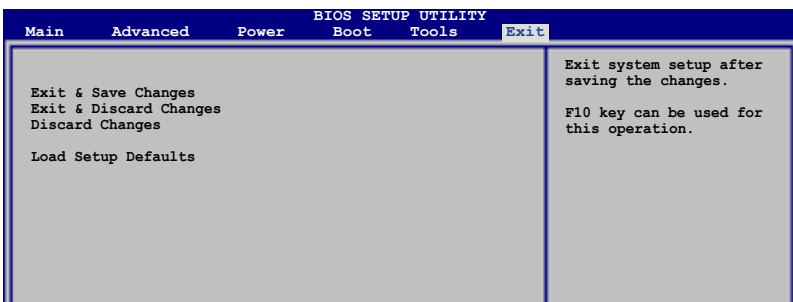 BIOS SETUP UTILITY
Main Advanced Power Boot Tools Exit
Exit & Save Changes
Exit & Discard Changes
Discard Changes
Load Setup Defaults
Exit system setup after
saving the changes.
F10 key can be used for
this operation.